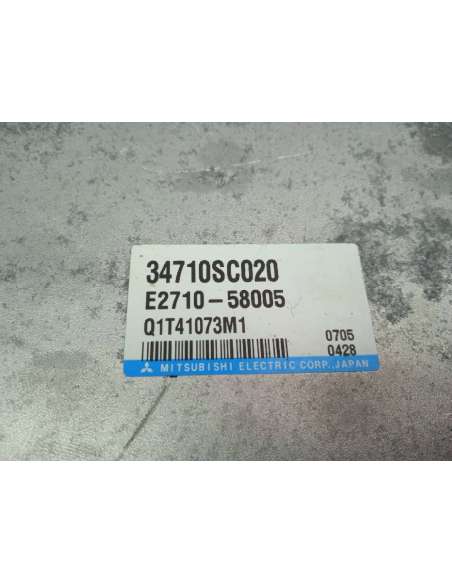 34710SC020
E2710-58005
Q1T41073M1
0705
0428
MITSUBISHI ELECTRIC CORP., JAPAN